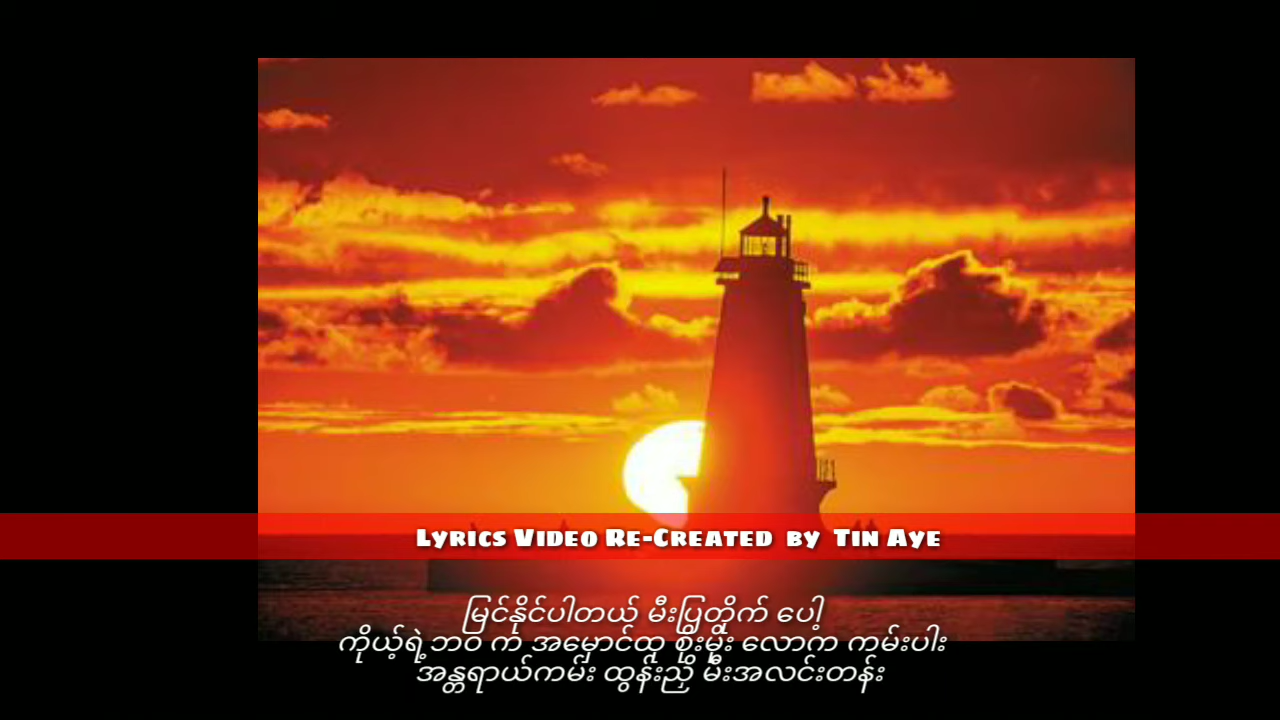 Lyrics Video Re-Created by Tin Aye
မြင်နိုင်ပါတယ် မီးပြတိုက် ပေါ့
ကိုယ့်ရဲ့ဘဝ က အမှောင်ထု စိုးမိုး လောက ကမ်းပါး
အန္တရာယ်ကမ်း ထွန်းညှိ မီးအလင်းတန်း